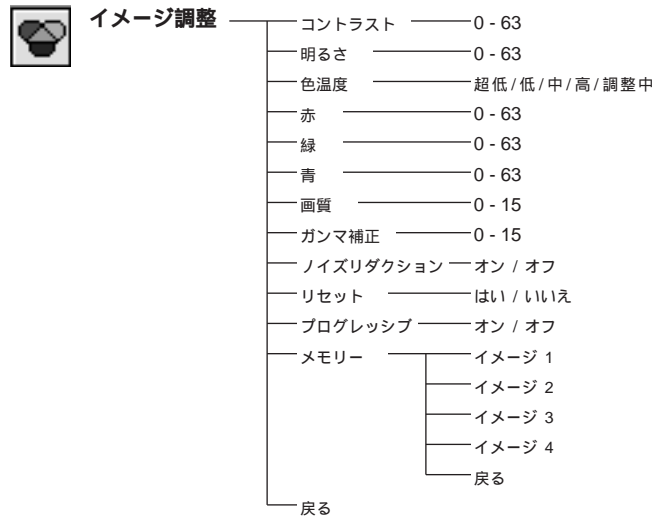 イメージ調整
コントラスト 0 - 63
明るさ 0 - 63
色温度 超低/低/中/高/調整中
赤 0 - 63
緑 0 - 63
青 0 - 63
画質 0 - 15
ガンマ補正 0 - 15
ノイズリダクション オン / オフ
リセット はい / いいえ
プログレッシブ オン / オフ
メモリー イメージ 1
イメージ 2
イメージ 3
イメージ 4
戻る
戻る